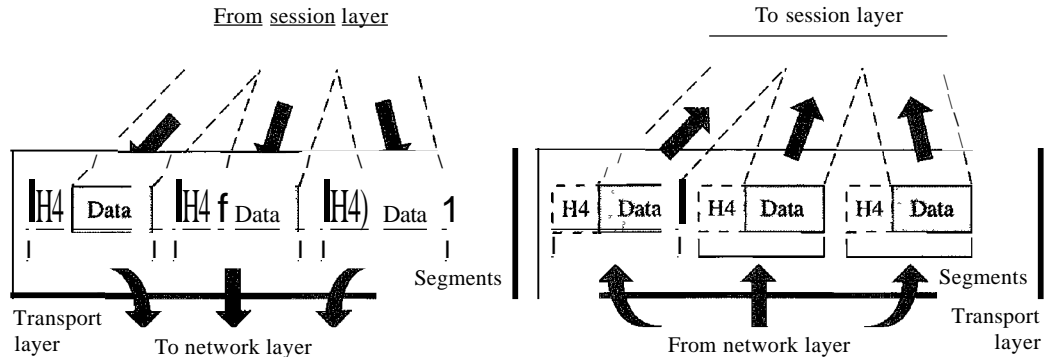 From session layer
H4 Data H4 f Data H4) Data 1
Segments
Transport
layer
To network layer
To session layer
H4 Data H4 Data H4 Data
Segments
From network layer
Transport
layer